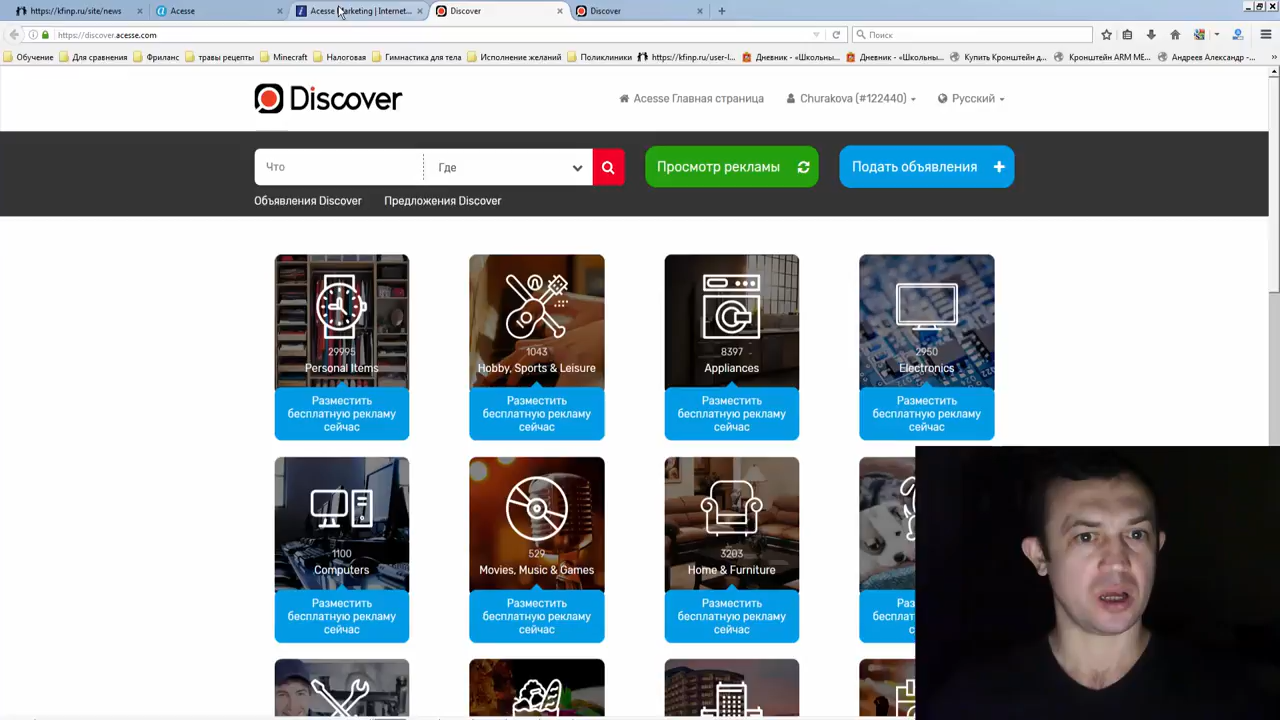 https://kfinp.ru/site/news
Acesse
Acesse Marketing | Internet...
Discover
Discover
https://discover.acesse.com
Поиск
Обучение
Для сравнения
Фриланс
травы рецепты
Minecraft
Налоговая
Гимнастика для тела
Исполнение желаний
Поликлиники
https://kfinp.ru/user-l...
Дневник - «Школьны...
Дневник - «Школьны...
Купить Кронштейн д...
Кронштейн ARM ME...
Андреев Александр -...
Discover
Acesse Главная страница
Churakova (#122440)
Русский
Что
Где
Просмотр рекламы
Подать объявления
Объявления Discover
Предложения Discover
29995
Personal Items
Разместить
бесплатную рекламу
сейчас
1043
Hobby, Sports & Leisure
Разместить
бесплатную рекламу
сейчас
8397
Appliances
Разместить
бесплатную рекламу
сейчас
2950
Electronics
Разместить
бесплатную рекламу
сейчас
1100
Computers
Разместить
бесплатную рекламу
сейчас
529
Movies, Music & Games
Разместить
бесплатную рекламу
сейчас
3203
Home & Furniture
Разместить
бесплатную рекламу
сейчас